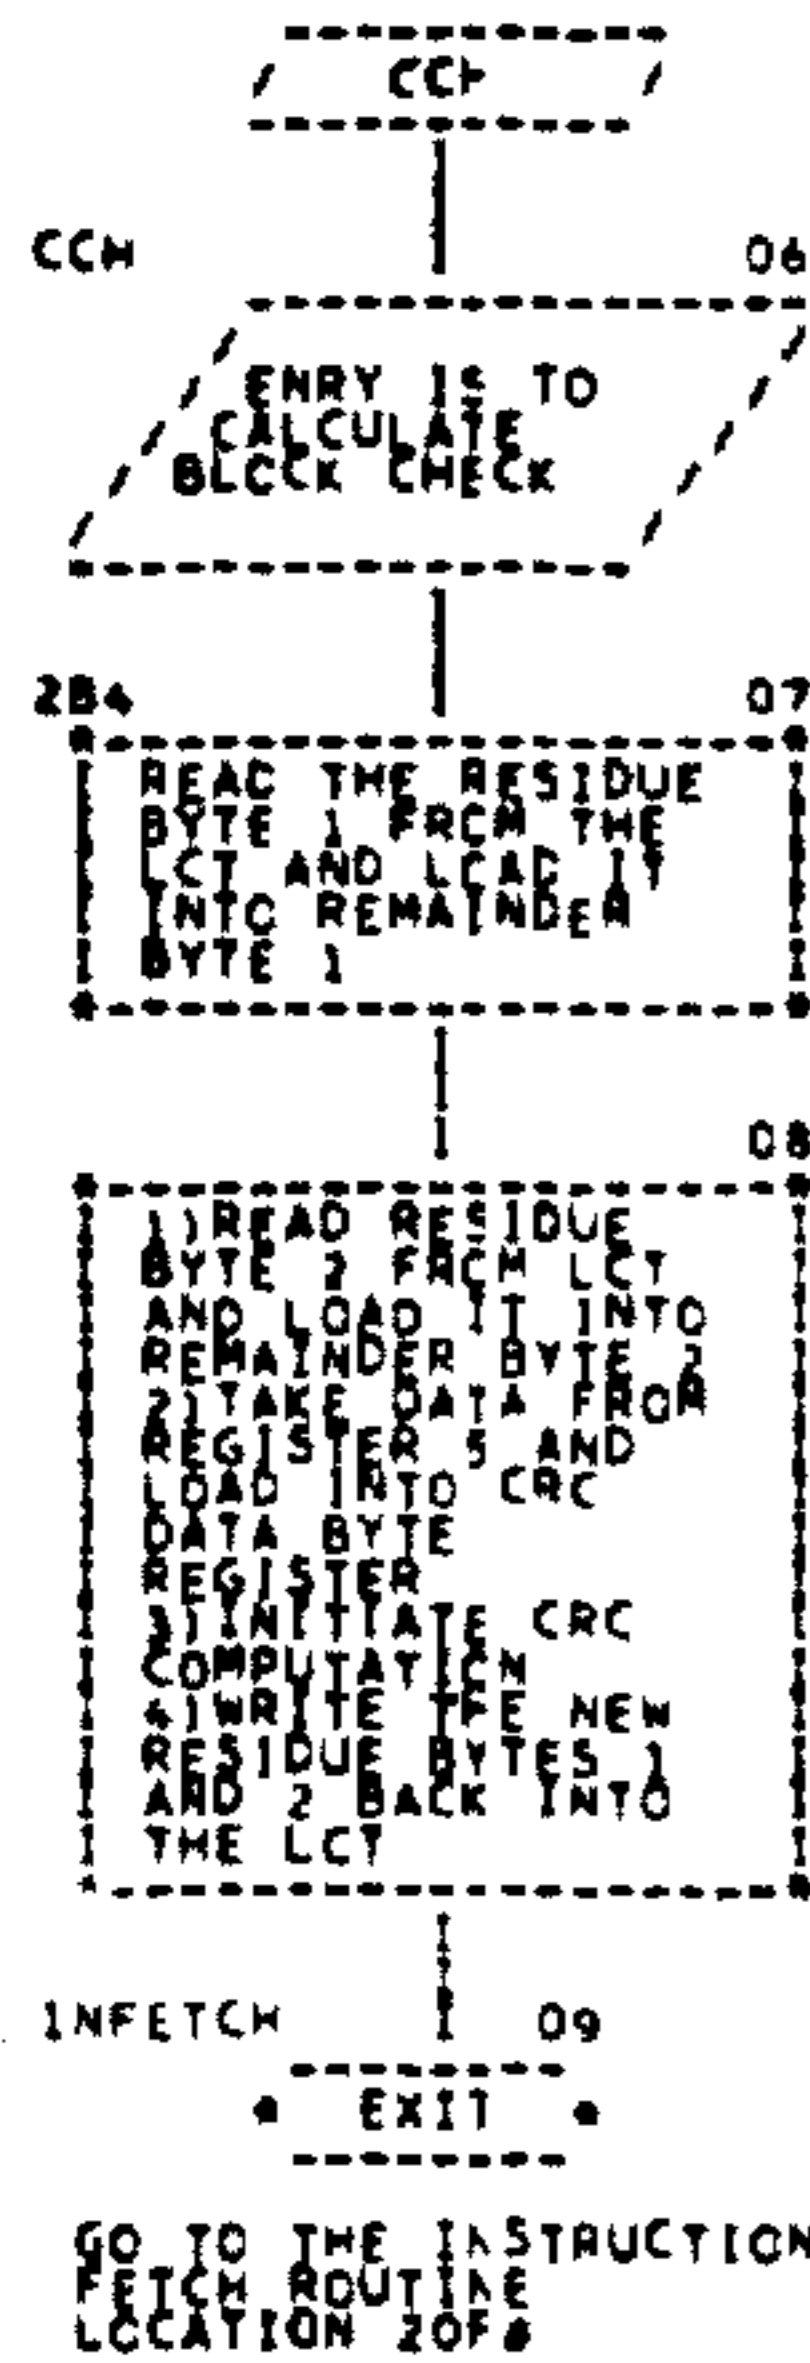 CCH
CCH 06
ENRY IS TO
CALCULATE
BLOCK CHECK
2B4 07
READ THE RESIDUE
BYTE 1 FROM THE
LCT AND LOAD IT
INTO REMAINDER
BYTE 1
08
1)READ RESIDUE
BYTE 2 FROM LCT
AND LOAD IT INTO
REMAINDER BYTE 2
2)TAKE DATA FROM
REGISTER 5 AND
LOAD INTO CRC
DATA BYTE
REGISTER
3)INITIATE CRC
COMPUTATION
4)WRITE THE NEW
RESIDUE BYTES 1
AND 2 BACK INTO
THE LCT
INFETCH 09
EXIT
GO TO THE INSTRUCTION
FETCH ROUTINE
LOCATION